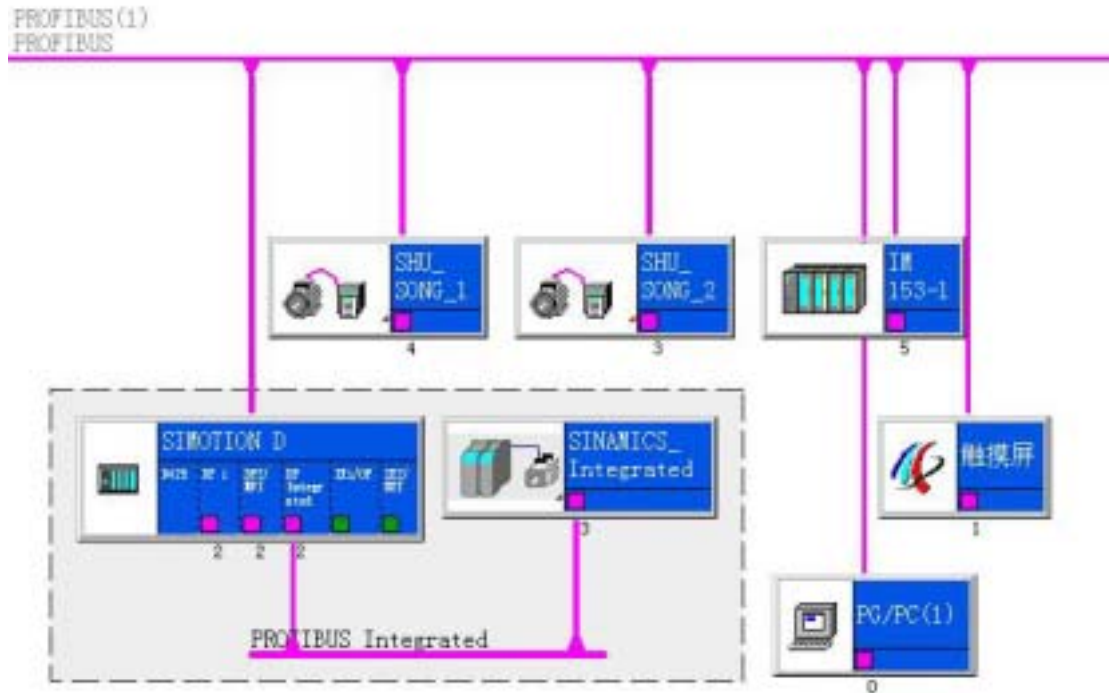 PROFIBUS(1)
PROFIBUS
SHU_
SONG_1
4
SHU_
SONG_2
3
IM
153-1
5
SIMOTION D
D425
2
2
2
SINAMICS_
Integrated
3
触摸屏
1
PROFIBUS Integrated
PG/PC(1)
0